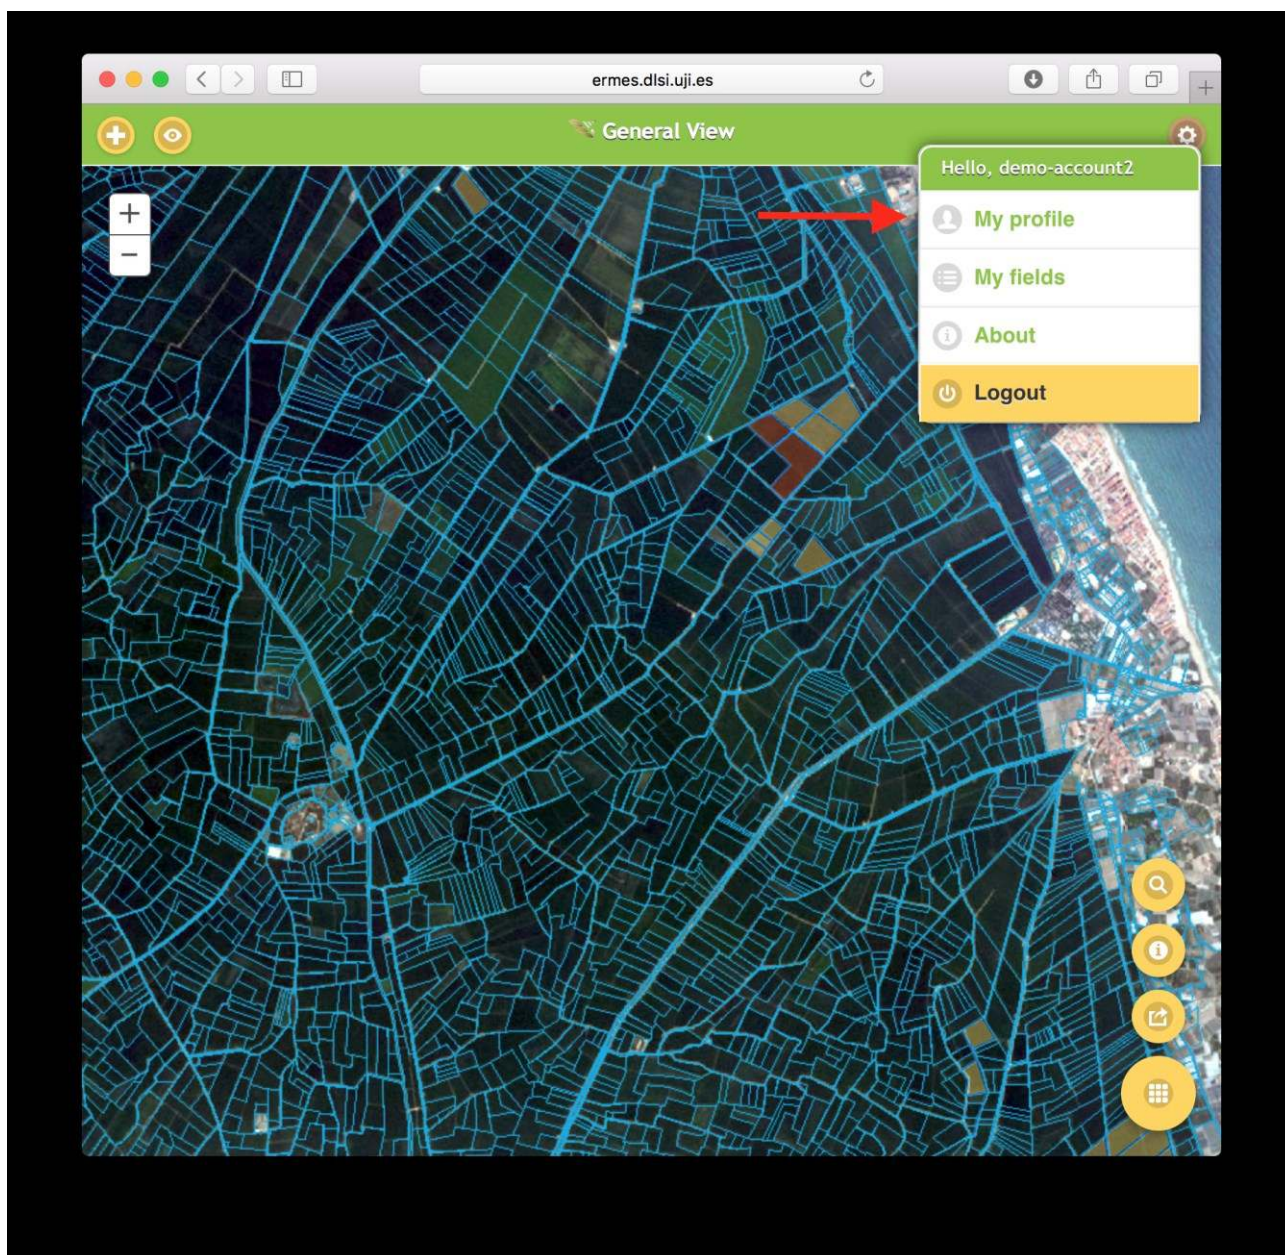 ermes.dlsi.uji.es
General View
Hello, demo-account2
My profile
My fields
About
Logout